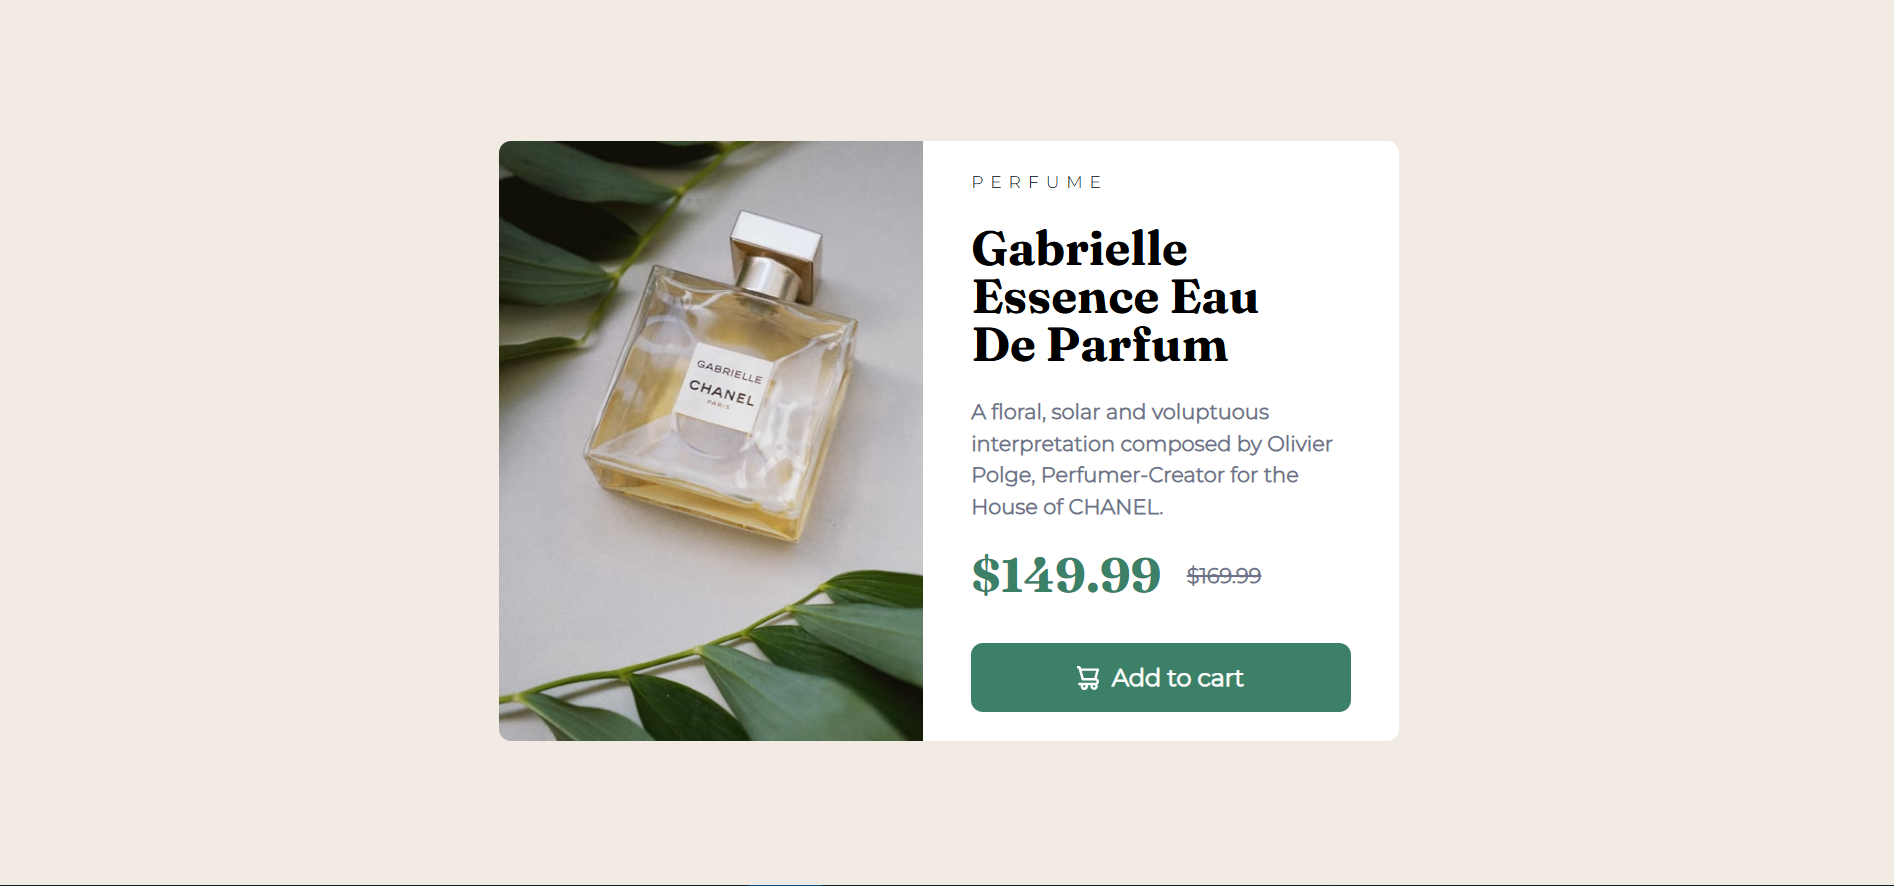 GABRIELLE
CHANEL
PARIS
PERFUME
Gabrielle
Essence Eau
De Parfum
A floral, solar and voluptuous
interpretation composed by Olivier
Polge, Perfumer-Creator for the
House of CHANEL.
$149.99 $169.99
Add to cart